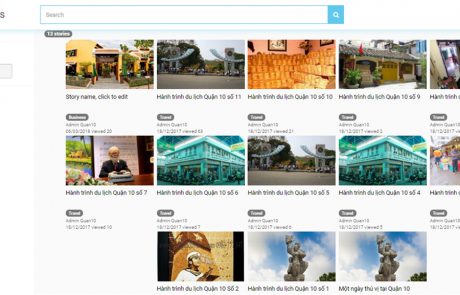 S
Search
13 stories
Story name, click to edit
Hành trình du lịch Quận 10 số 11
Hành trình du lịch Quận 10 số 10
Hành trình du lịch Quận 10 số 9
Hành trình
Business
Travel
Travel
Travel
Travel
Admin Quan10
Admin Quan10
Admin Quan10
Admin Quan10
Admin Quan10
05/03/2018 viewed 20
18/12/2017 viewed 63
18/12/2017 viewed 21
18/12/2017 viewed 2
18/12/2017
Hành trình du lịch Quận 10 số 7
Hành trình du lịch Quận 10 số 6
Hành trình du lịch Quận 10 số 5
Hành trình du lịch Quận 10 số 4
Hành trình
Travel
Travel
Travel
Travel
Travel
Admin Quan10
Admin Quan10
Admin Quan10
Admin Quan10
Admin Quan10
18/12/2017 viewed 10
18/12/2017 viewed 7
18/12/2017 viewed 6
18/12/2017 viewed 5
18/12/2017
Hành trình du lịch Quận 10 Số 2
Hành trình du lịch Quận 10 số 1
Một ngày thú vị tại Quận 10